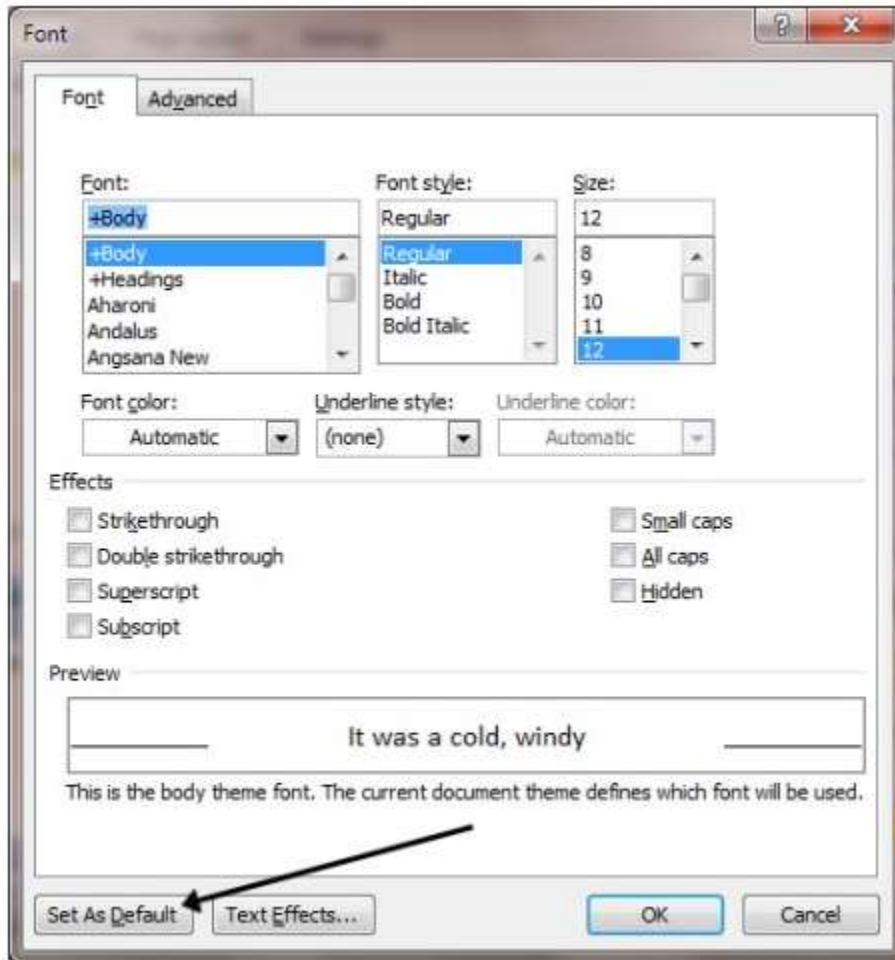 Font
Font Advanced
Font: Font style: Size:
+Body Regular 12
+Body Regular 8
+Headings Italic 9
Aharoni Bold 10
Andalus Bold Italic 11
Angsana New 12
Font color: Underline style: Underline color:
Automatic (none) Automatic
Effects
Strikethrough Small caps
Double strikethrough All caps
Superscript Hidden
Subscript
Preview
It was a cold, windy
This is the body theme font. The current document theme defines which font will be used.
Set As Default Text Effects... OK Cancel